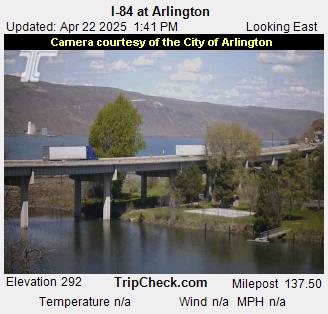 I-84 at Arlington
Updated: Apr 22 2025 1:41 PM Looking East
Camera courtesy of the City of Arlington
Elevation 292 TripCheck.com Milepost 137.50
Temperature n/a Wind n/a MPH n/a